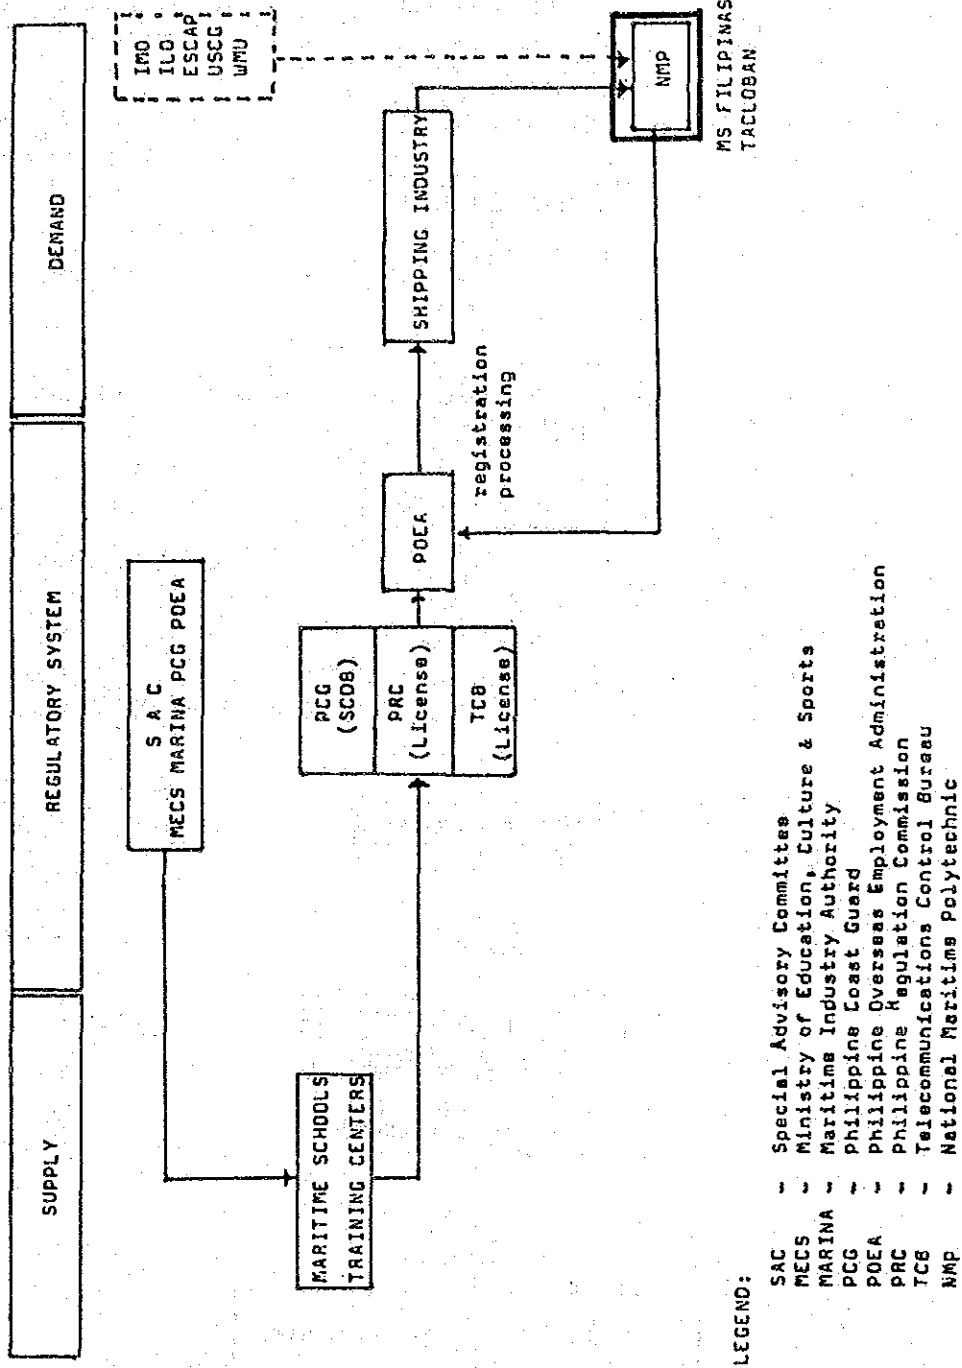 SUPPLY
REGULATORY SYSTEM
DEMAND
S A C
MECS MARINA PCG POEA
IMO
ILO
ESCAP
USCG
WMU
MARITIME SCHOOLS
TRAINING CENTERS
PCG
(SCDB)
PRC
(License)
TCB
(License)
POEA
registration
processing
SHIPPING INDUSTRY
NMP
MS FILIPINAS
TACLOBAN
LEGEND:
SAC - Special Advisory Committee
MECS - Ministry of Education, Culture & Sports
MARINA - Maritime Industry Authority
PCG - Philippine Coast Guard
POEA - Philippine Overseas Employment Administration
PRC - Philippine Regulation Commission
TCB - Telecommunications Control Bureau
NMP - National Maritime Polytechnic